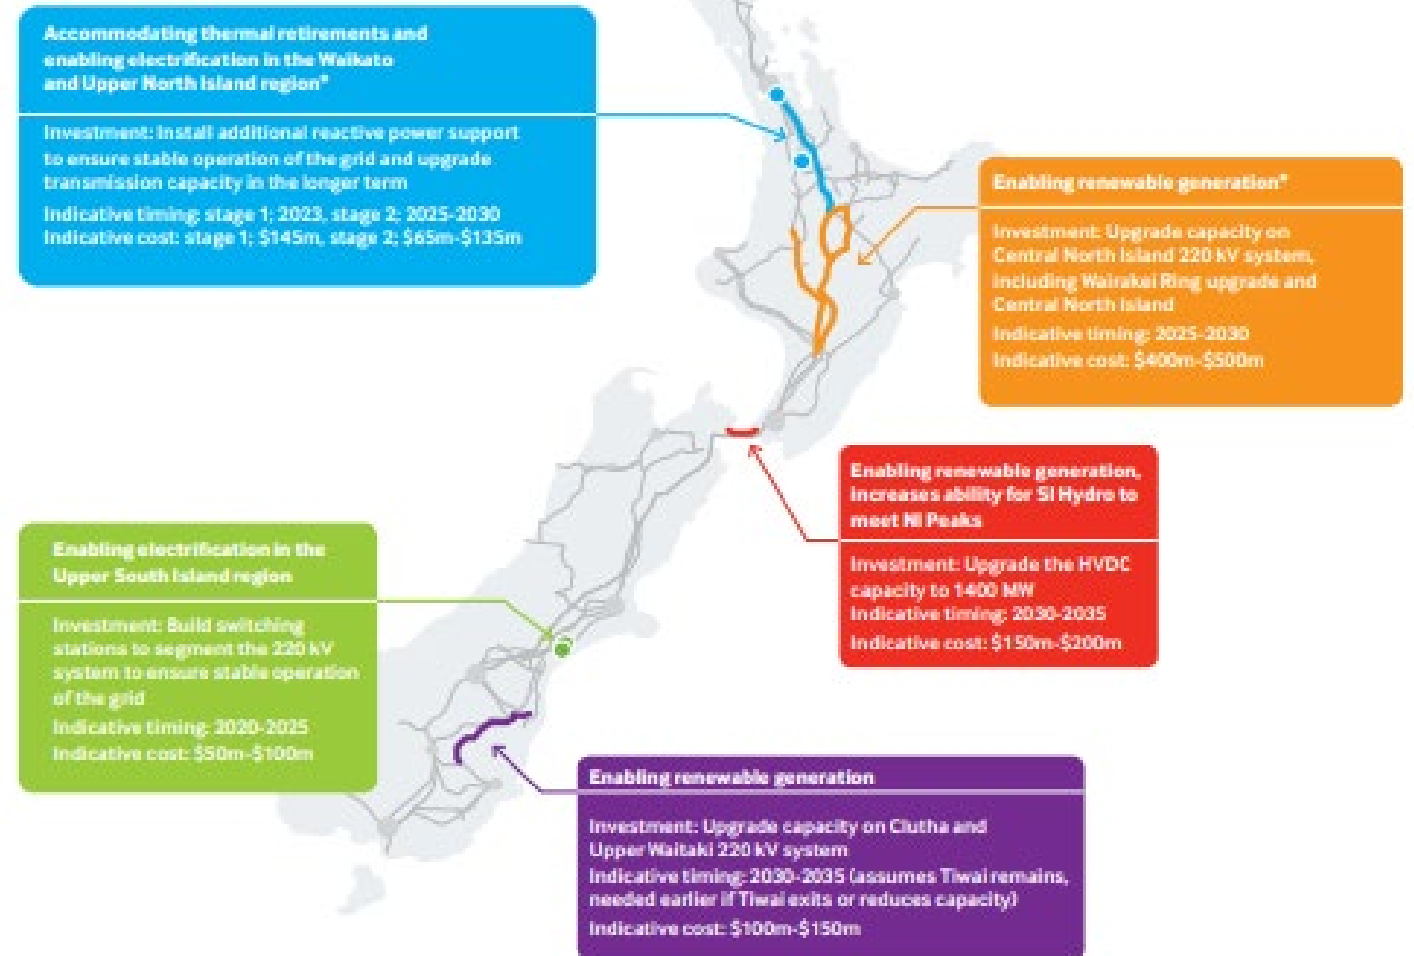 Accommodating thermal retirements and
enabling electrification in the Waikato
and Upper North Island region*
Investment: Install additional reactive power support
to ensure stable operation of the grid and upgrade
transmission capacity in the longer term
Indicative timing: stage 1; 2023, stage 2; 2025-2030
Indicative cost: stage 1; $145m, stage 2; $65m-$135m
Enabling renewable generation*
Investment: Upgrade capacity on
Central North Island 220 kV system,
including Wairakei Ring upgrade and
Central North Island
Indicative timing: 2025-2030
Indicative cost: $400m-$500m
Enabling renewable generation,
increases ability for SI Hydro to
meet NI Peaks
Investment: Upgrade the HVDC
capacity to 1400 MW
Indicative timing: 2030-2035
Indicative cost: $150m-$200m
Enabling electrification in the
Upper South Island region
Investment: Build switching
stations to segment the 220 kV
system to ensure stable operation
of the grid
Indicative timing: 2020-2025
Indicative cost: $50m-$100m
Enabling renewable generation
Investment: Upgrade capacity on Clutha and
Upper Waitaki 220 kV system
Indicative timing: 2030-2035 (assumes Tiwai remains,
needed earlier if Tiwai exits or reduces capacity)
Indicative cost: $100m-$150m